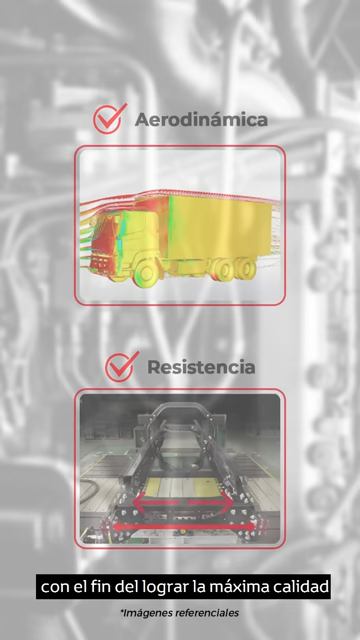 Aerodinámica
Resistencia
con el fin del lograr la máxima calidad
*Imágenes referenciales